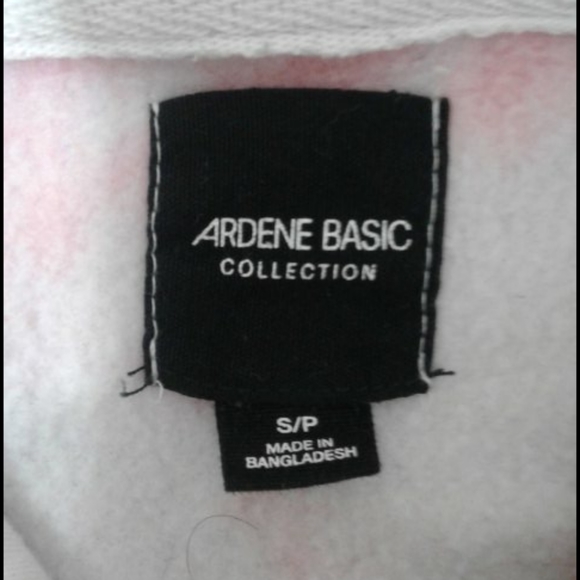 ARDENE BASIC
COLLECTION
S/P
MADE IN
BANGLADESH